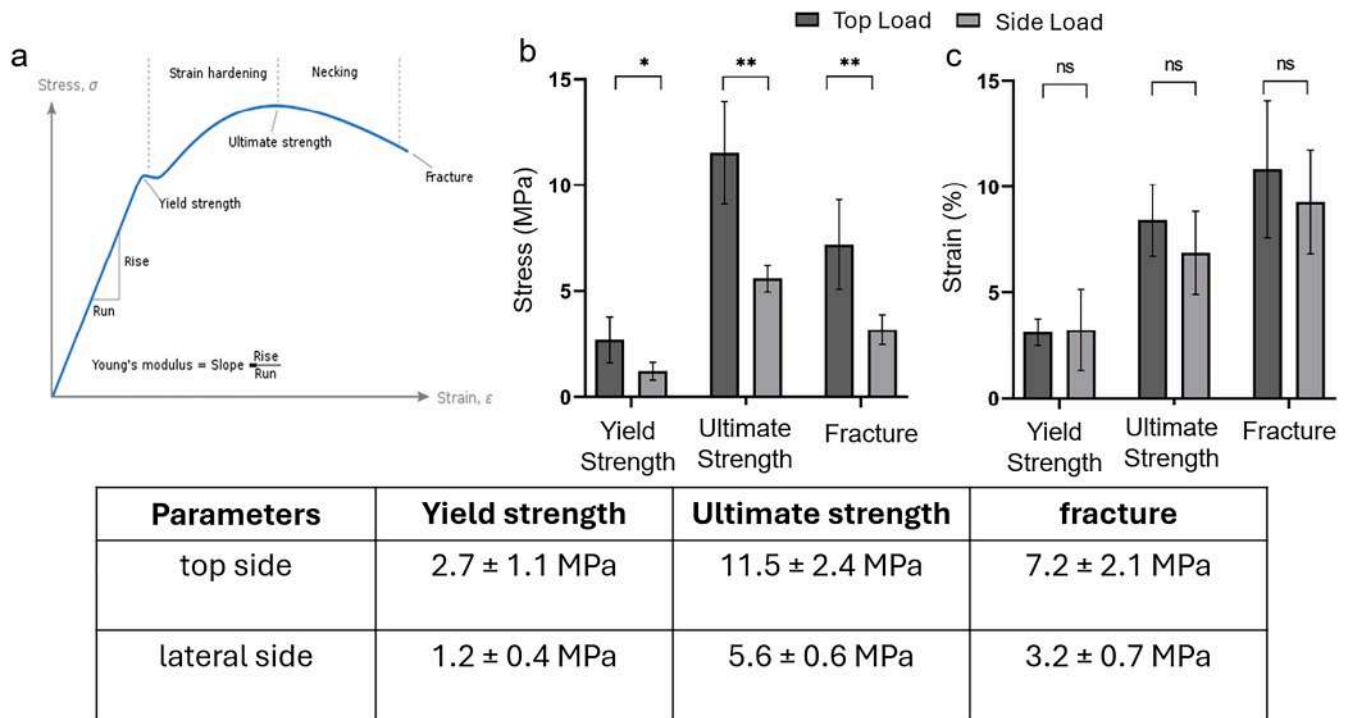 Top Load Side Load
a
Stress, σ
Strain hardening
Necking
Ultimate strength
Fracture
Yield strength
Rise
Run
Young's modulus = Slope = Rise
Run
Strain, ε
b
* ** **
15
10
5
0
Stress (MPa)
Yield
Strength
Ultimate
Strength
Fracture
c
ns ns ns
15
10
5
0
Strain (%)
Yield
Strength
Ultimate
Strength
Fracture
Parameters Yield strength Ultimate strength fracture
top side 2.7 ± 1.1 MPa 11.5 ± 2.4 MPa 7.2 ± 2.1 MPa
lateral side 1.2 ± 0.4 MPa 5.6 ± 0.6 MPa 3.2 ± 0.7 MPa